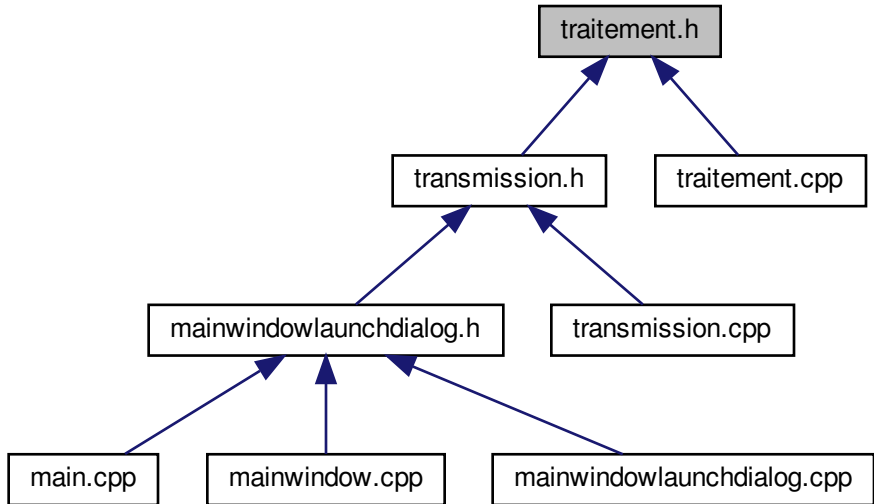 traitement.h
transmission.h
traitement.cpp
mainwindowlaunchdialog.h
transmission.cpp
main.cpp
mainwindow.cpp
mainwindowlaunchdialog.cpp